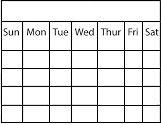 Sun Mon Tue Wed Thur Fri Sat